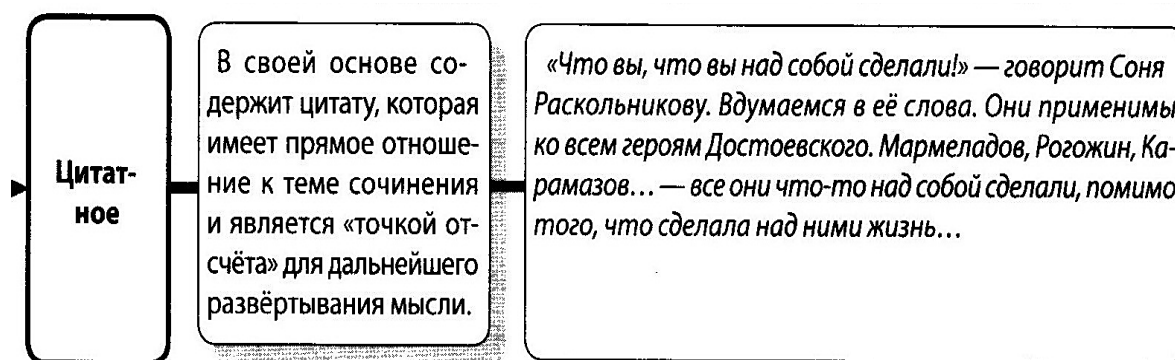 Цитат-
ное
В своей основе со-
держит цитату, которая
имеет прямое отноше-
ние к теме сочинения
и является «точкой от-
счёта» для дальнейшего
развёртывания мысли.
«Что вы, что вы над собой сделали!» — говорит Соня
Раскольникову. Вдумаемся в её слова. Они применимы
ко всем героям Достоевского. Мармеладов, Рогожин, Ка-
рамазов... — все они что-то над собой сделали, помимо
того, что сделала над ними жизнь...